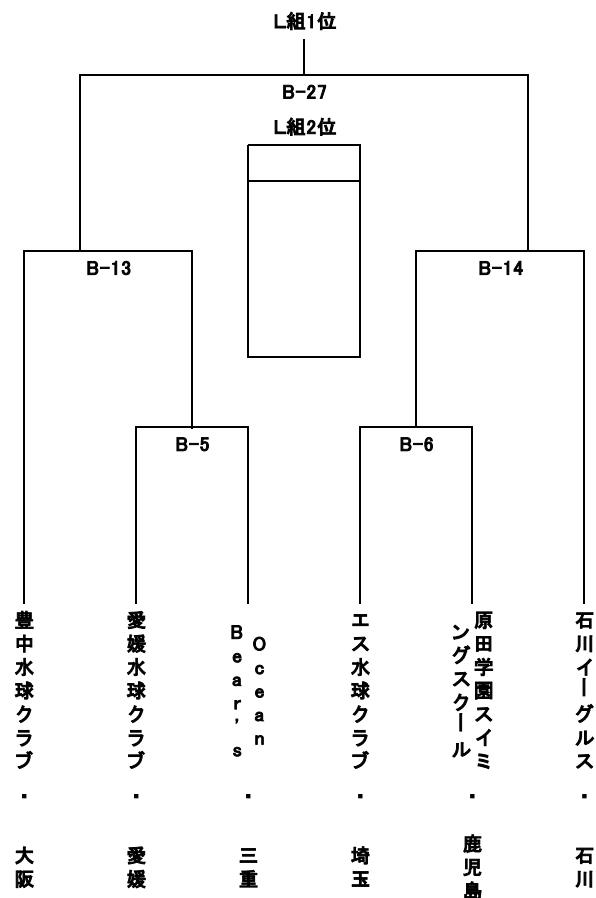 L組1位
B-27
L組2位
B-13
B-14
B-5
B-6
豊中水球クラブ・大阪
愛媛水球クラブ・愛媛
Ocean
Bear's
・三重
エス水球クラブ・埼玉
原田学園スイミ
ングスクール
・鹿児島
石川イーグルス・石川